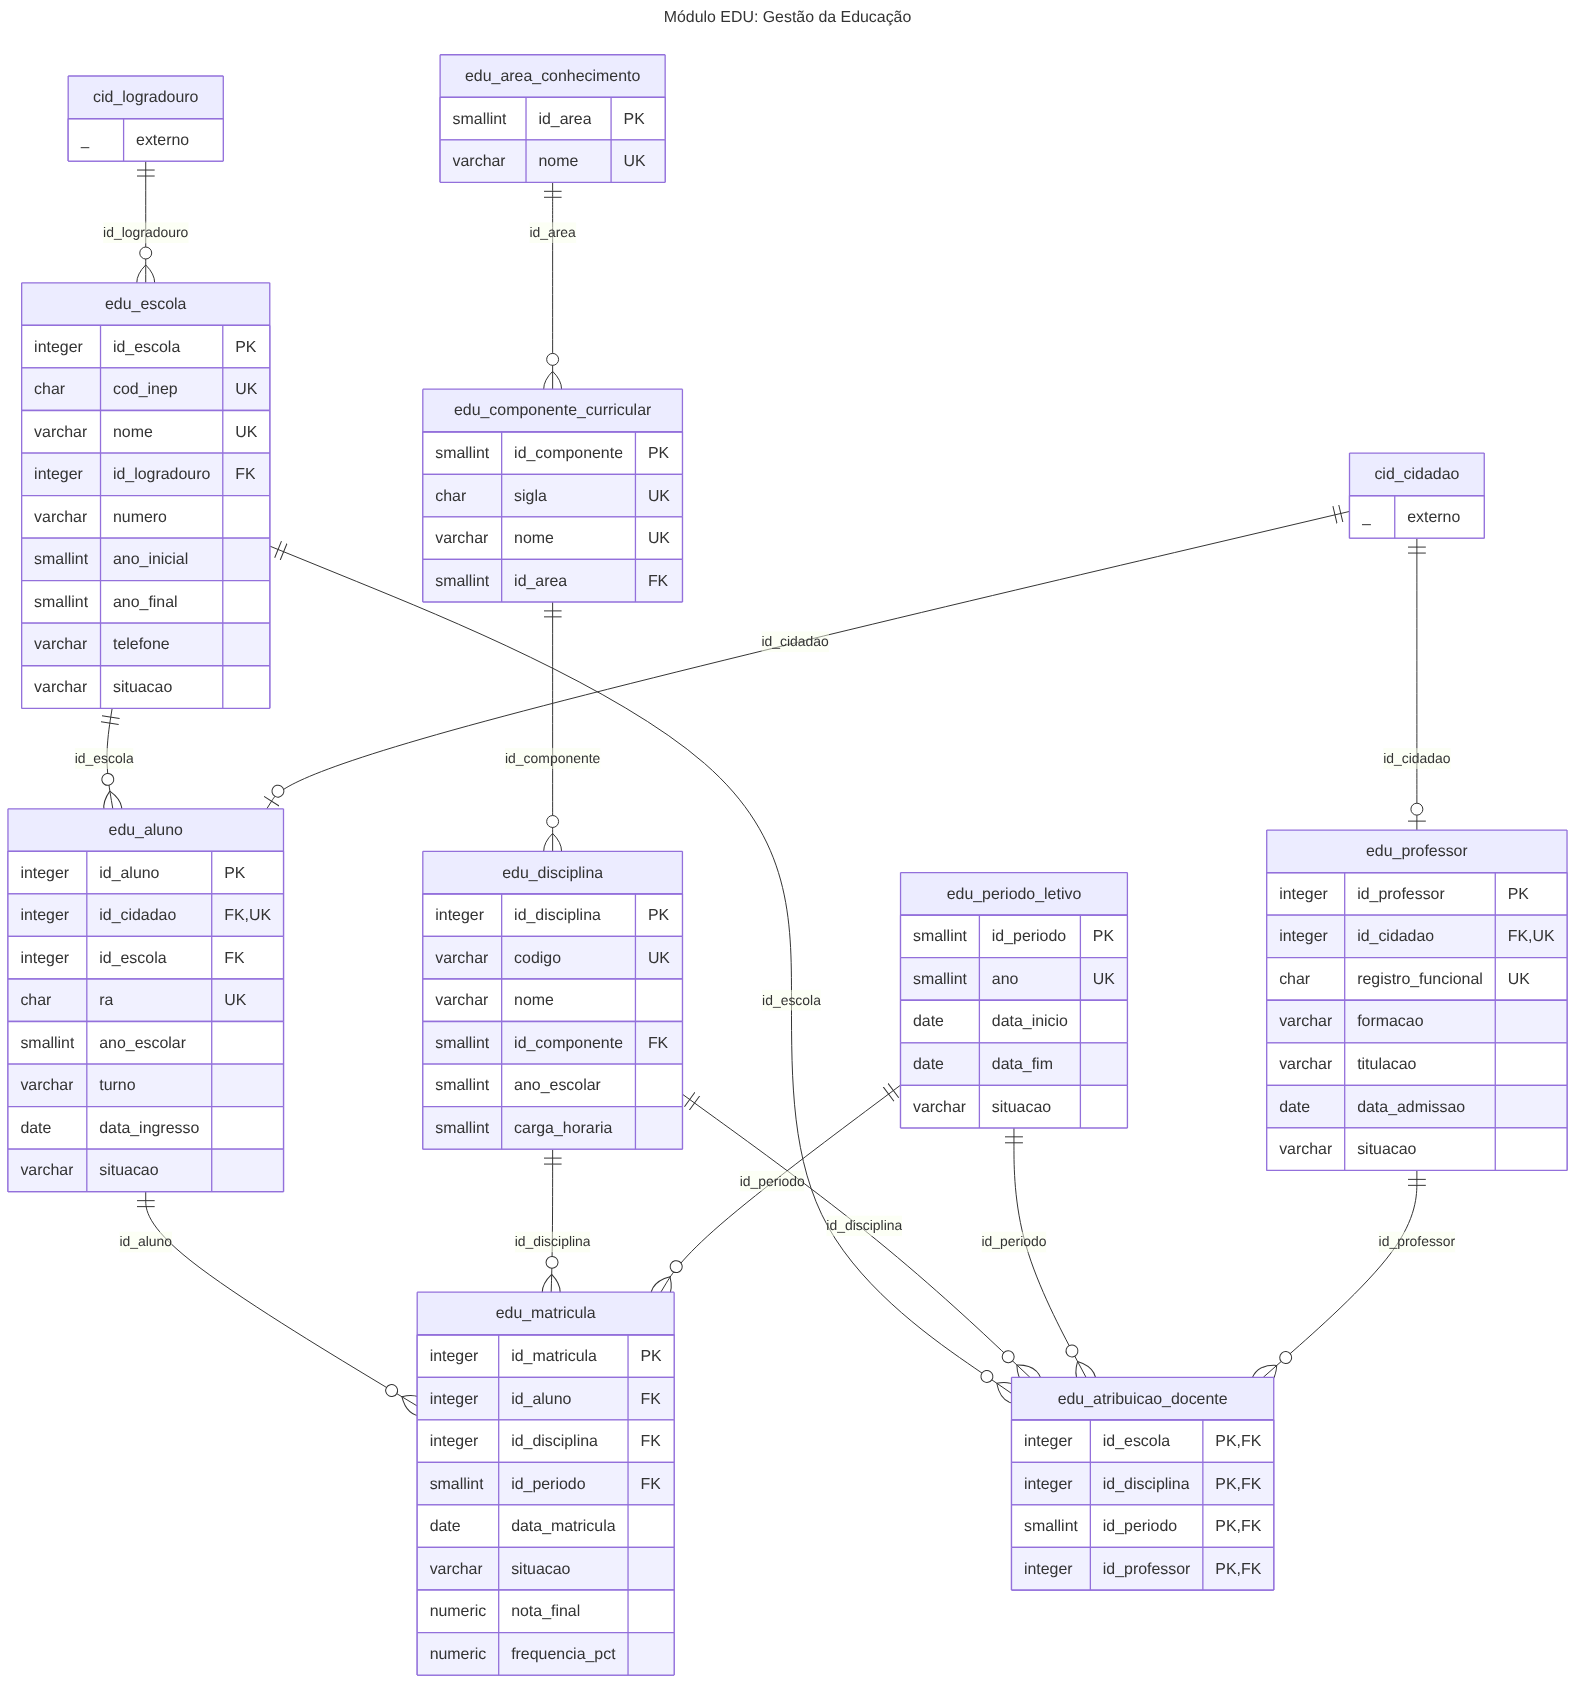 Módulo EDU: Gestão da Educação
cid_logradouro
_ externo
edu_area_conhecimento
smallint id_area PK
varchar nome UK
id_logradouro
id_area
edu_escola
integer id_escola PK
char cod_inep UK
varchar nome UK
integer id_logradouro FK
varchar numero
smallint ano_inicial
smallint ano_final
varchar telefone
varchar situacao
edu_componente_curricular
smallint id_componente PK
char sigla UK
varchar nome UK
smallint id_area FK
cid_cidadao
_ externo
id_cidadao
id_escola
id_componente
id_cidadao
edu_aluno
integer id_aluno PK
integer id_cidadao FK,UK
integer id_escola FK
char ra UK
smallint ano_escolar
varchar turno
date data_ingresso
varchar situacao
edu_disciplina
integer id_disciplina PK
varchar codigo UK
varchar nome
smallint id_componente FK
smallint ano_escolar
smallint carga_horaria
id_escola
edu_periodo_letivo
smallint id_periodo PK
smallint ano UK
date data_inicio
date data_fim
varchar situacao
edu_professor
integer id_professor PK
integer id_cidadao FK,UK
char registro_funcional UK
varchar formacao
varchar titulacao
date data_admissao
varchar situacao
id_aluno
id_disciplina
id_periodo
id_disciplina
id_periodo
id_professor
edu_matricula
integer id_matricula PK
integer id_aluno FK
integer id_disciplina FK
smallint id_periodo FK
date data_matricula
varchar situacao
numeric nota_final
numeric frequencia_pct
edu_atribuicao_docente
integer id_escola PK,FK
integer id_disciplina PK,FK
smallint id_periodo PK,FK
integer id_professor PK,FK